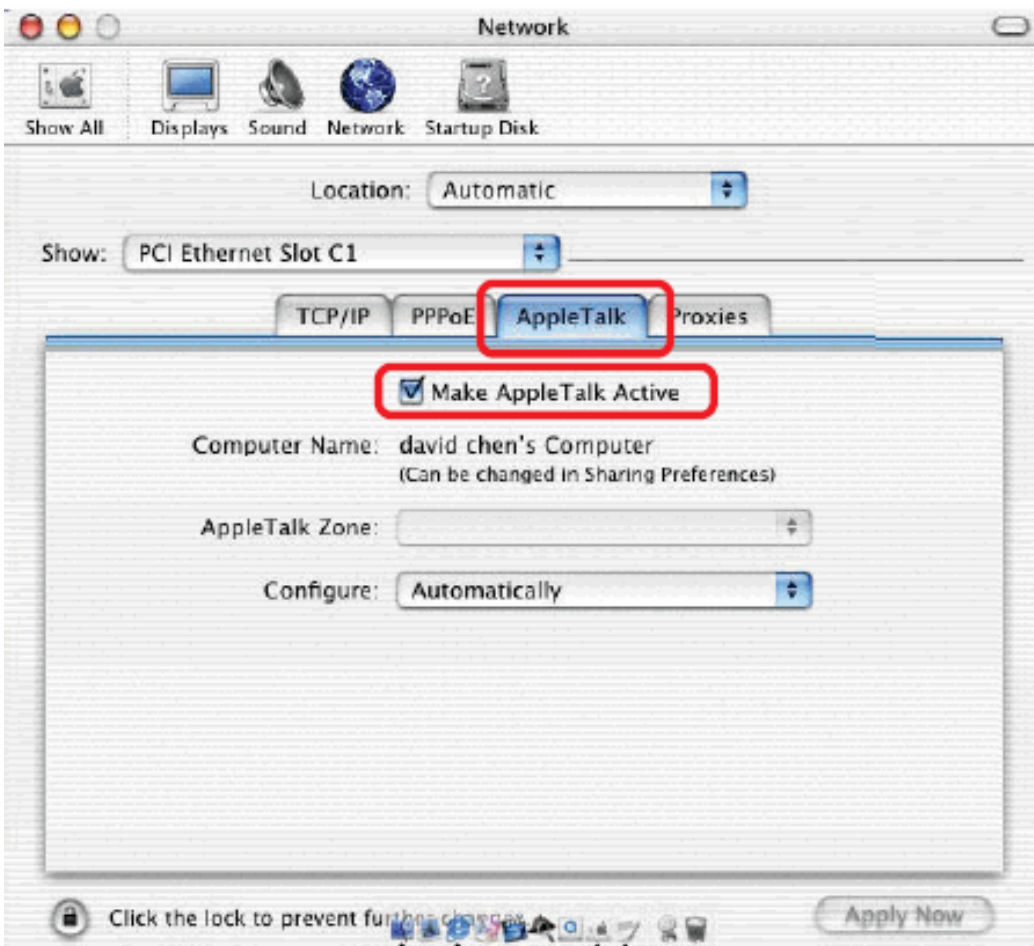 Network
Show All Displays Sound Network Startup Disk
Location: Automatic
Show: PCI Ethernet Slot C1
TCP/IP PPPoE AppleTalk Proxies
Make AppleTalk Active
Computer Name: david chen's Computer
(Can be changed in Sharing Preferences)
AppleTalk Zone:
Configure: Automatically
Click the lock to prevent further changes.
Apply Now